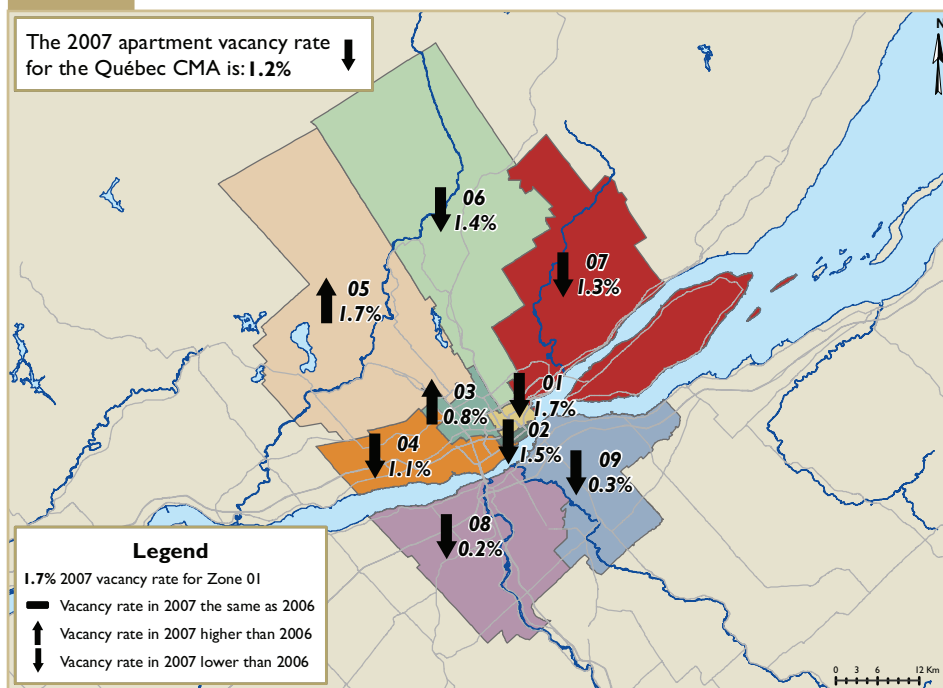 The 2007 apartment vacancy rate
for the Québec CMA is: 1.2%
N
06
1.4%
07
1.3%
05
1.7%
03
0.8%
01
1.7%
02
1.5%
04
1.1%
09
0.3%
08
0.2%
Legend
1.7% 2007 vacancy rate for Zone 01
Vacancy rate in 2007 the same as 2006
Vacancy rate in 2007 higher than 2006
Vacancy rate in 2007 lower than 2006
0 3 6 12 Km